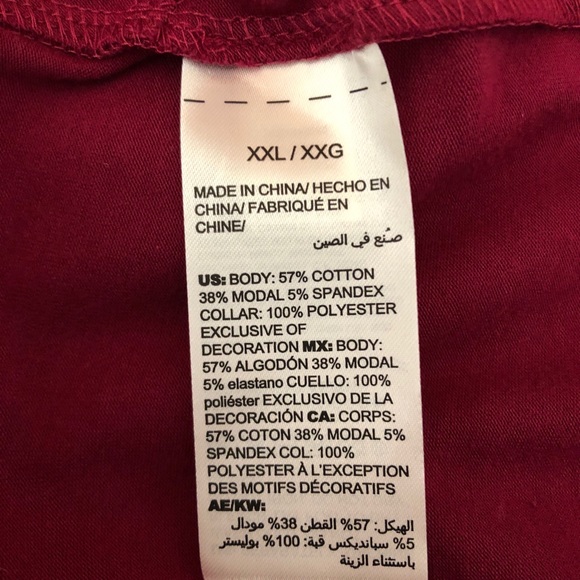 XXL / XXG
MADE IN CHINA/ HECHO EN
CHINA/ FABRIQUÉ EN
CHINE/
صُنع في الصين
US: BODY: 57% COTTON
38% MODAL 5% SPANDEX
COLLAR: 100% POLYESTER
EXCLUSIVE OF
DECORATION MX: BODY:
57% ALGODÓN 38% MODAL
5% elastano CUELLO: 100%
poliéster EXCLUSIVO DE LA
DECORACIÓN CA: CORPS:
57% COTON 38% MODAL 5%
SPANDEX COL: 100%
POLYESTER À L'EXCEPTION
DES MOTIFS DÉCORATIFS
AE/KW:
الهيكل: 57% القطن 38% مودال
5% سبانديكس قبة: 100% بوليستر
باستثناء الزينة